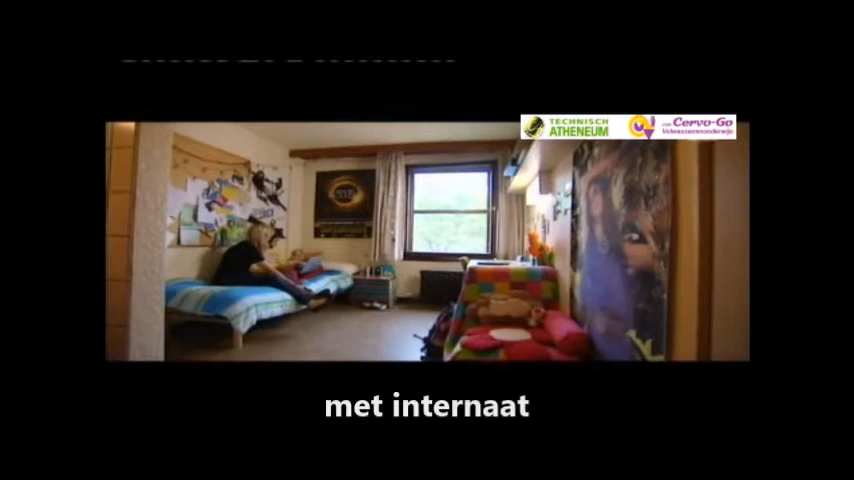 TECHNISCH
ATHENEUM
Cervo-Go
Volwassenenonderwijs
met internaat